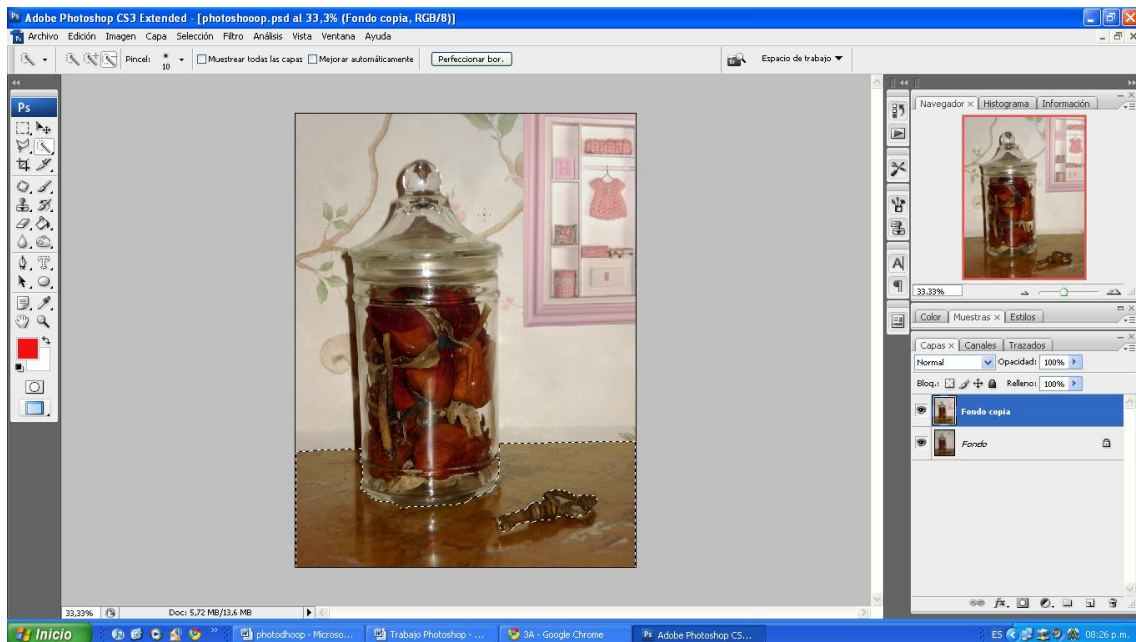 Ps Adobe Photoshop CS3 Extended - [photoshooop.psd al 33,3% (Fondo copia, RGB/8)]
Archivo Edición Imagen Capa Selección Filtro Análisis Vista Ventana Ayuda
Pincel: 10 Muestrear todas las capas Mejorar automáticamente Perfeccionar bor. Espacio de trabajo
Ps
Navegador Histograma Información
33.33%
Color Muestras Estilos
Capas Canales Trazados
Normal Opacidad: 100%
Bloq.: Relleno: 100%
Fondo copia
Fondo
33,33% Doc: 5,72 MB/13,6 MB
Inicio photodhoop - Microso... Trabajo Photoshop - ... 3A - Google Chrome Ps Adobe Photoshop CS... ES 08:26 p.m.